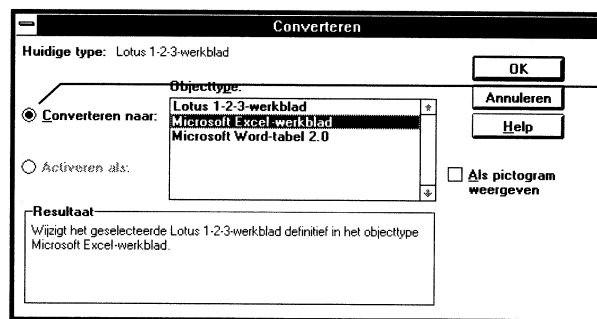 Converteren
Huidige type: Lotus 1-2-3-werkblad
OK
Objecttype:
Annuleren
Converteren naar:
Lotus 1-2-3-werkblad
Microsoft Excel-werkblad
Help
Microsoft Word-tabel 2.0
Activeren als:
Als pictogram
weergeven
Resultaat
Wijzigt het geselecteerde Lotus 1-2-3-werkblad definitief in het objecttype
Microsoft Excel-werkblad.